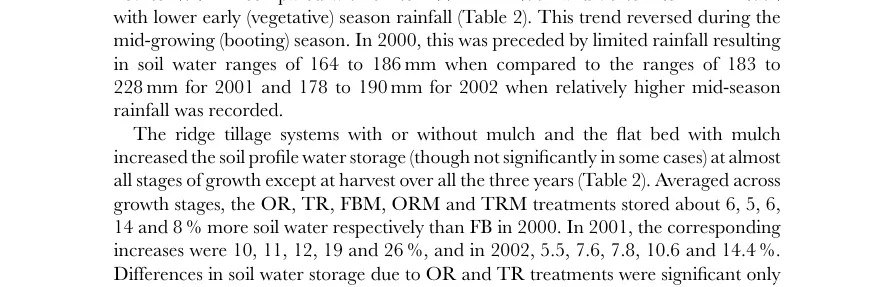 with lower early (vegetative) season rainfall (Table 2). This trend reversed during the
mid-growing (booting) season. In 2000, this was preceded by limited rainfall resulting
in soil water ranges of 164 to 186 mm when compared to the ranges of 183 to
228 mm for 2001 and 178 to 190 mm for 2002 when relatively higher mid-season
rainfall was recorded.
The ridge tillage systems with or without mulch and the flat bed with mulch
increased the soil profile water storage (though not significantly in some cases) at almost
all stages of growth except at harvest over all the three years (Table 2). Averaged across
growth stages, the OR, TR, FBM, ORM and TRM treatments stored about 6, 5, 6,
14 and 8 % more soil water respectively than FB in 2000. In 2001, the corresponding
increases were 10, 11, 12, 19 and 26 %, and in 2002, 5.5, 7.6, 7.8, 10.6 and 14.4 %.
Differences in soil water storage due to OR and TR treatments were significant only